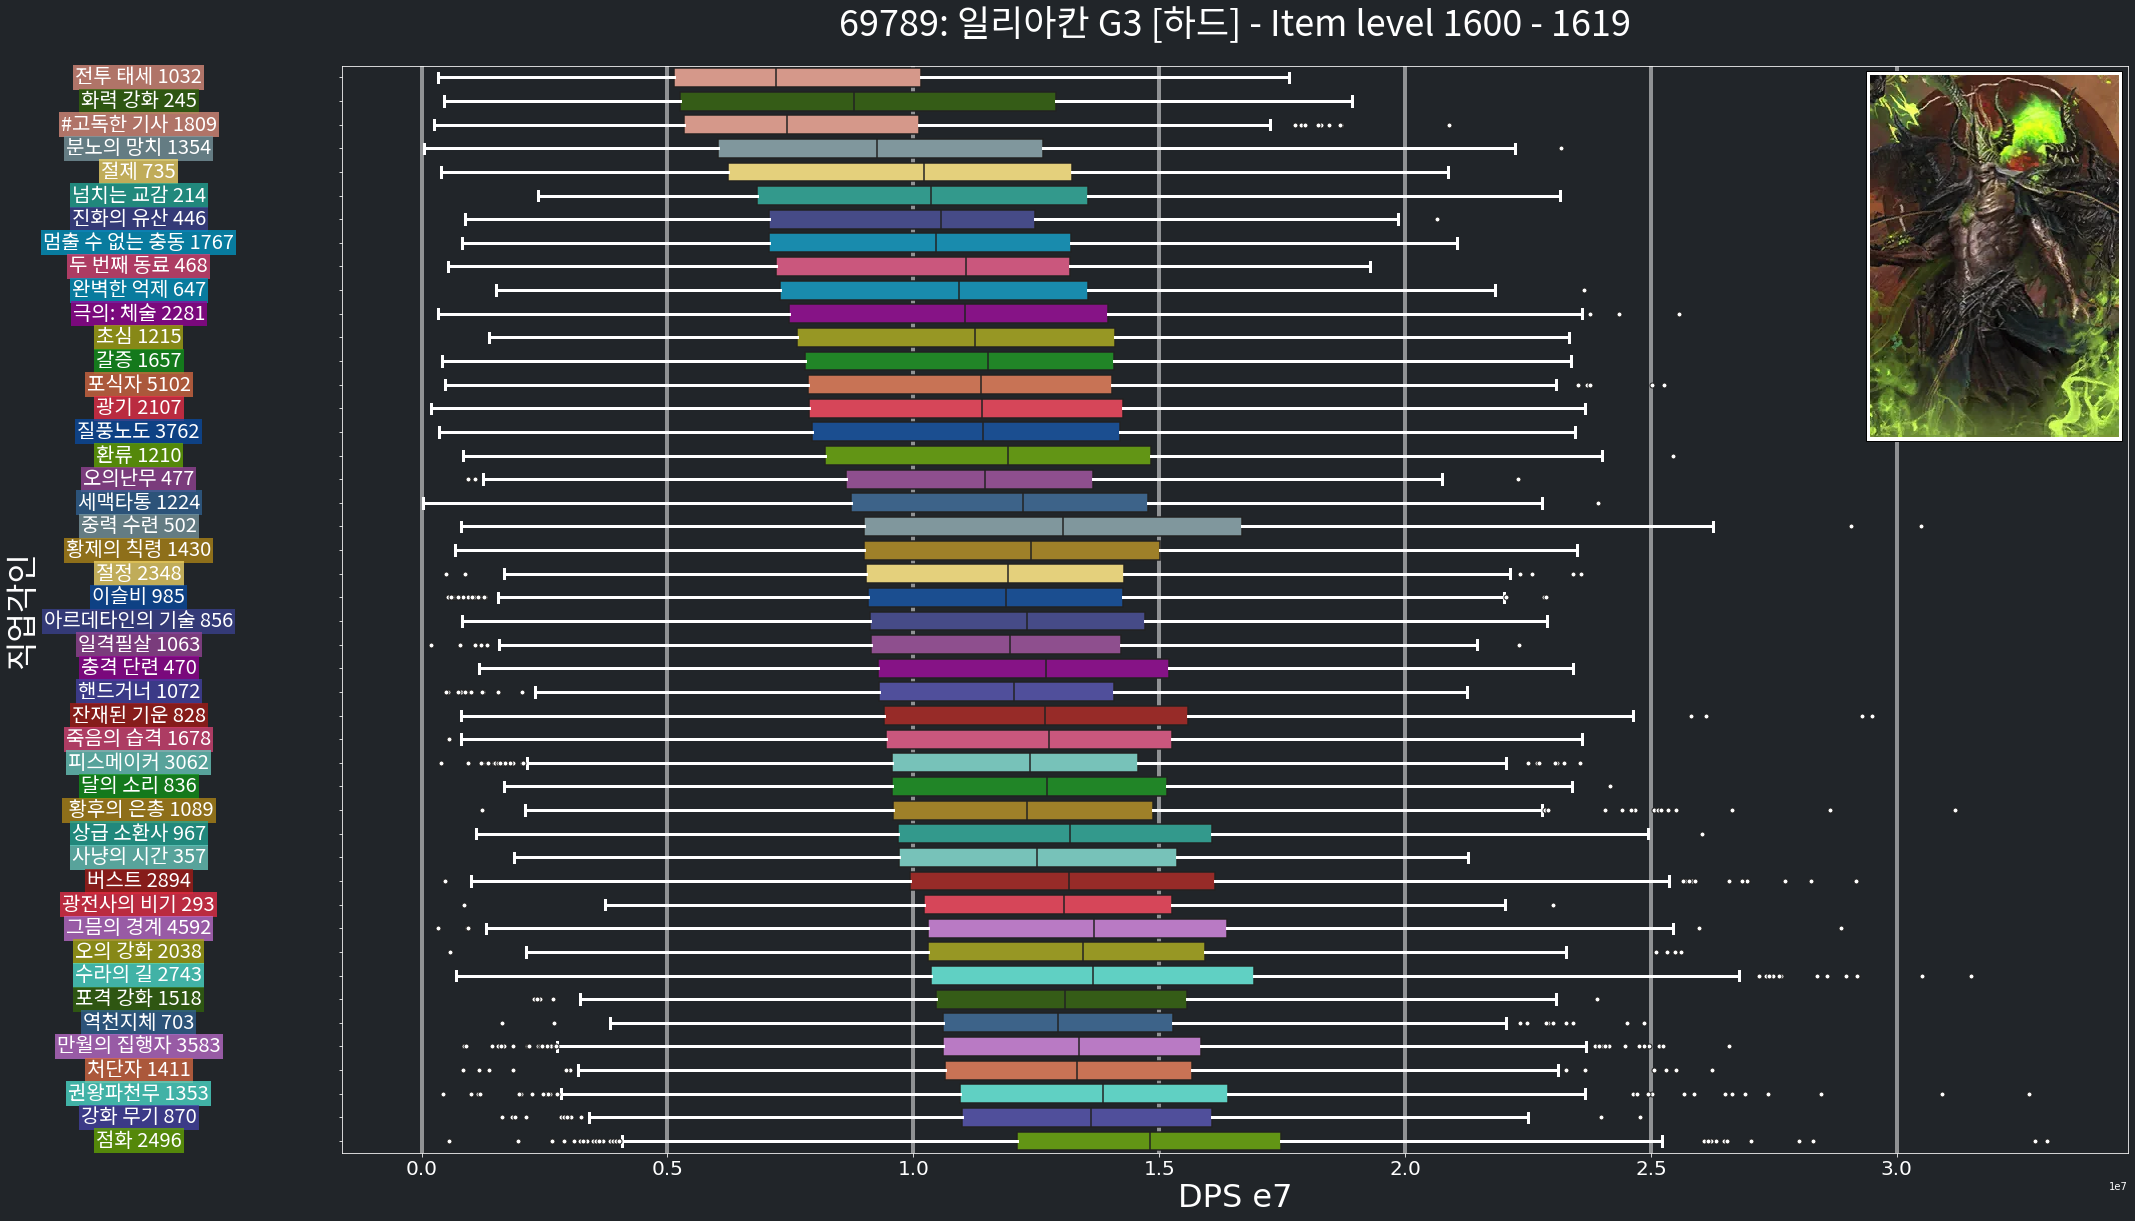 69789: 일리아칸 G3 [하드] - Item level 1600 - 1619
전투 태세 1032
화력 강화 245
#고독한 기사 1809
분노의 망치 1354
절제 735
넘치는 교감 214
진화의 유산 446
멈출 수 없는 충동 1767
두 번째 동료 468
완벽한 억제 647
극의: 체술 2281
초심 1215
갈증 1657
포식자 5102
광기 2107
질풍노도 3762
환류 1210
오의난무 477
세맥타통 1224
중력 수련 502
황제의 칙령 1430
절정 2348
이슬비 985
아르데타인의 기술 856
일격필살 1063
충격 단련 470
핸드거너 1072
잔재된 기운 828
죽음의 습격 1678
피스메이커 3062
달의 소리 836
황후의 은총 1089
상급 소환사 967
사냥의 시간 357
버스트 2894
광전사의 비기 293
그믐의 경계 4592
오의 강화 2038
수라의 길 2743
포격 강화 1518
역천지체 703
만월의 집행자 3583
처단자 1411
권왕파천무 1353
강화 무기 870
점화 2496
직업각인
0.0 0.5 1.0 1.5 2.0 2.5 3.0
DPS e7
1e7